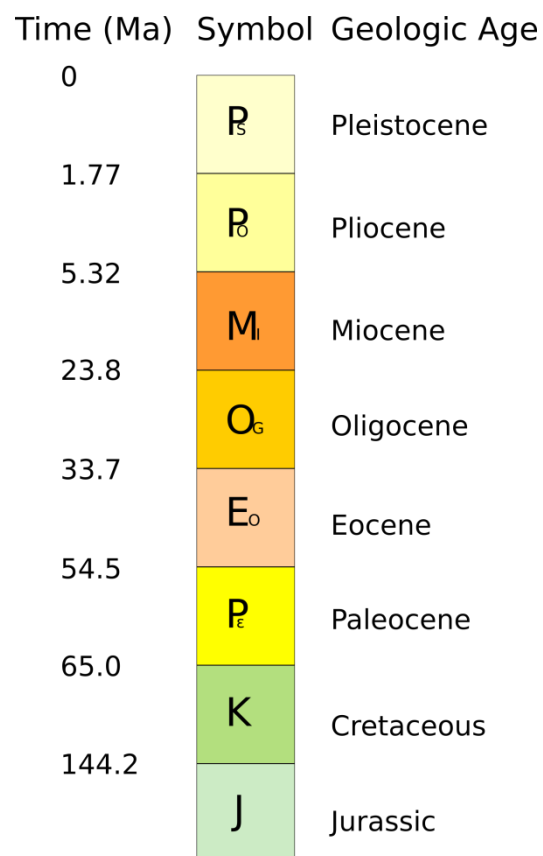 Time (Ma) Symbol Geologic Age
0
Ps Pleistocene
1.77
Po Pliocene
5.32
MI Miocene
23.8
OG Oligocene
33.7
EO Eocene
54.5
Pε Paleocene
65.0
K Cretaceous
144.2
J Jurassic